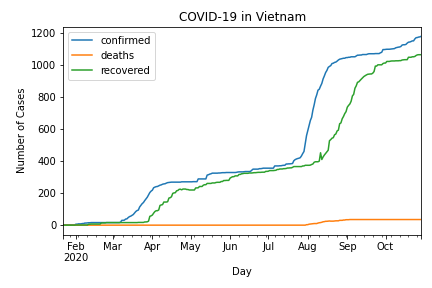 COVID-19 in Vietnam
confirmed
deaths
recovered
Number of Cases
1200
1000
800
600
400
200
0
Feb Mar Apr May Jun Jul Aug Sep Oct
2020
Day